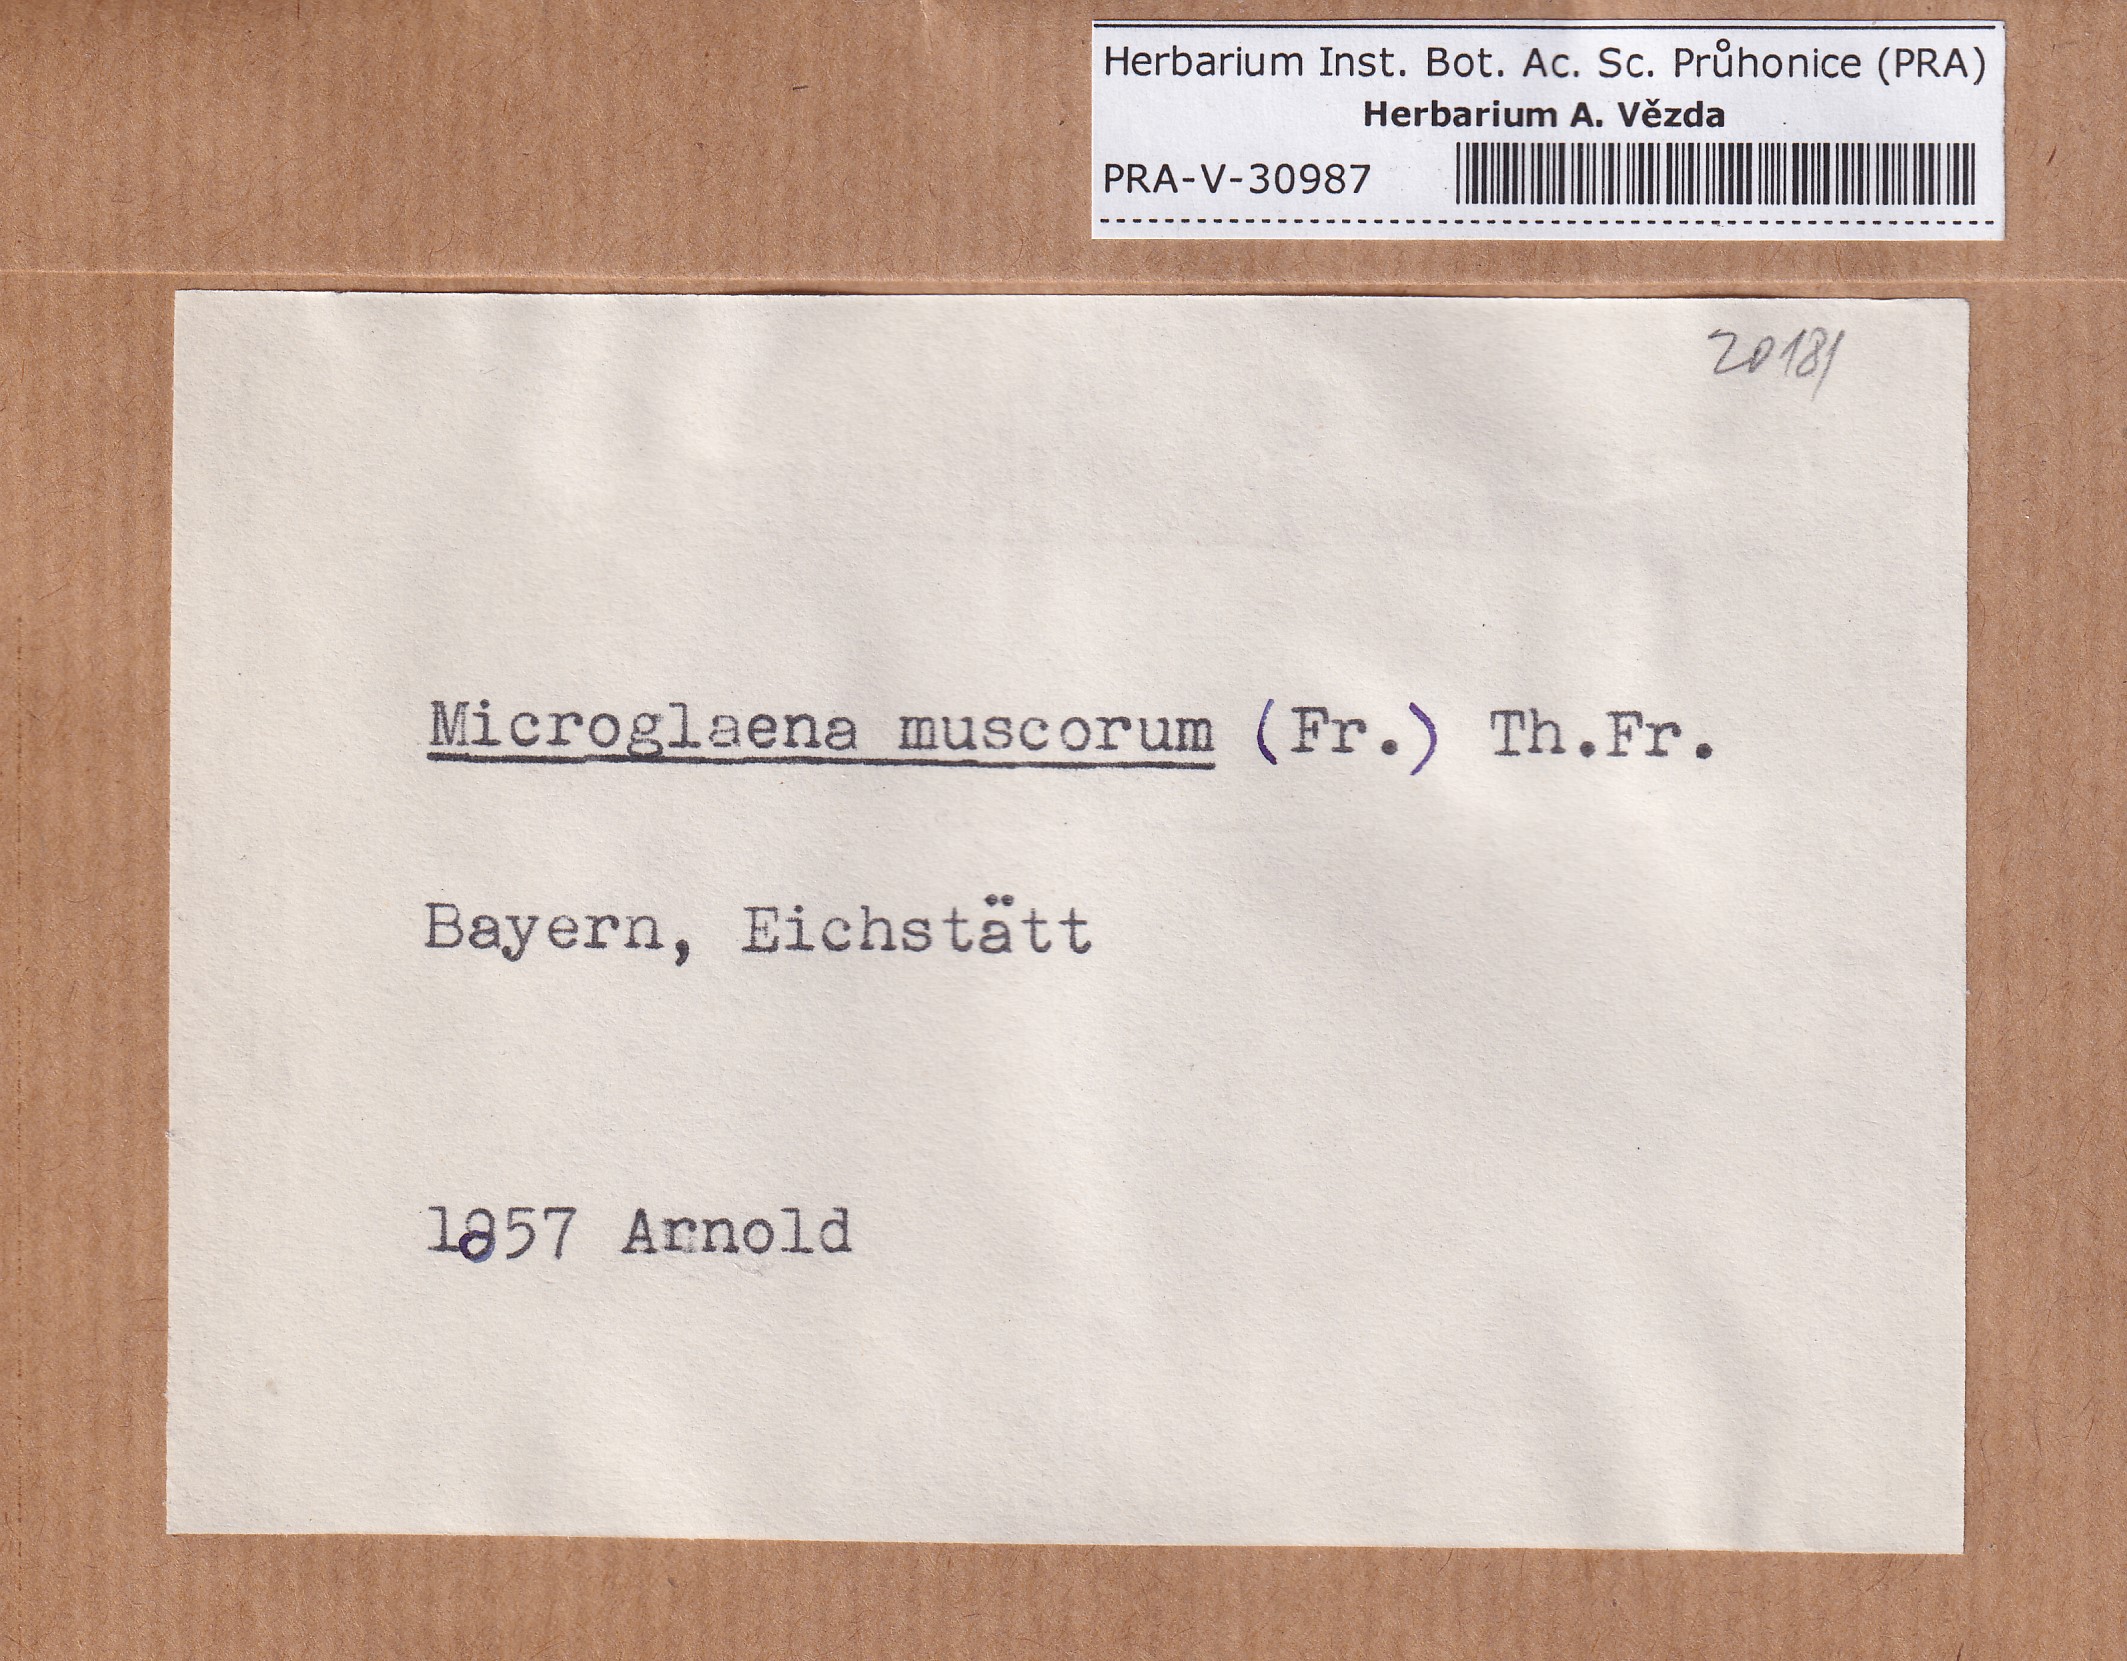 Herbarium Inst. Bot. Ac. Sc. Průhonice (PRA)
Herbarium A. Vězda
PRA-V-30987
20181
Microglaena muscorum (Fr.) Th.Fr.
Bayern, Eichstätt
1857 Arnold